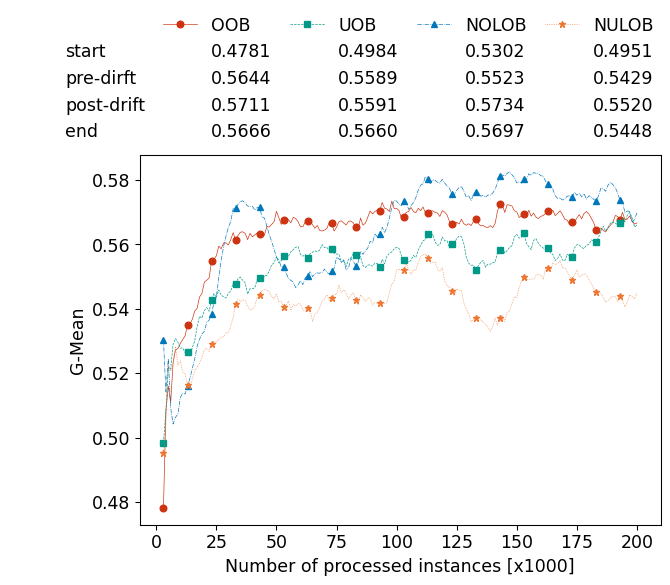 OOB UOB NOLOB NULOB
start 0.4781 0.4984 0.5302 0.4951
pre-dirft 0.5644 0.5589 0.5523 0.5429
post-drift 0.5711 0.5591 0.5734 0.5520
end 0.5666 0.5660 0.5697 0.5448
0.58
0.56
0.54
0.52
0.50
0.48
G-Mean
0 25 50 75 100 125 150 175 200
Number of processed instances [x1000]